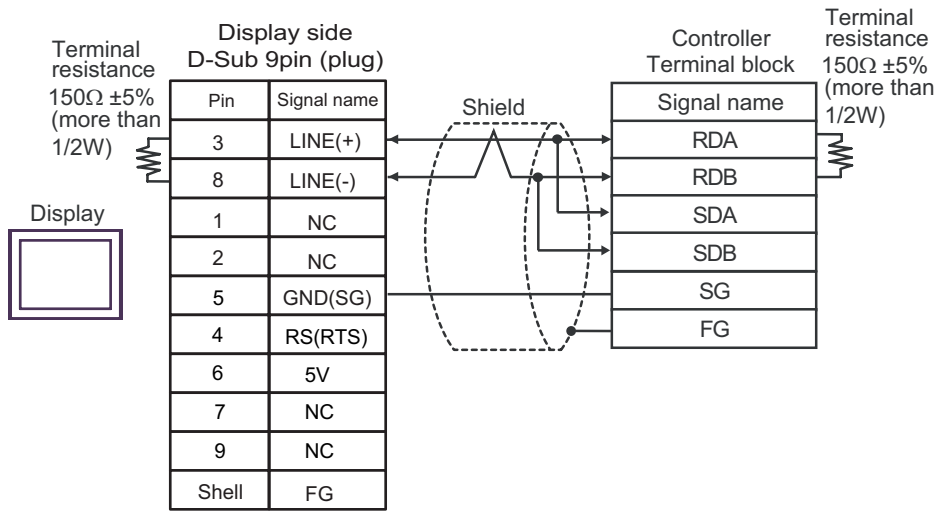 Terminal
resistance
150Ω ±5%
(more than
1/2W)
Display side
D-Sub 9pin (plug)
Pin Signal name
3 LINE(+)
8 LINE(-)
1 NC
2 NC
5 GND(SG)
4 RS(RTS)
6 5V
7 NC
9 NC
Shell FG
Display
Shield
Controller
Terminal block
Signal name
RDA
RDB
SDA
SDB
SG
FG
Terminal
resistance
150Ω ±5%
(more than
1/2W)